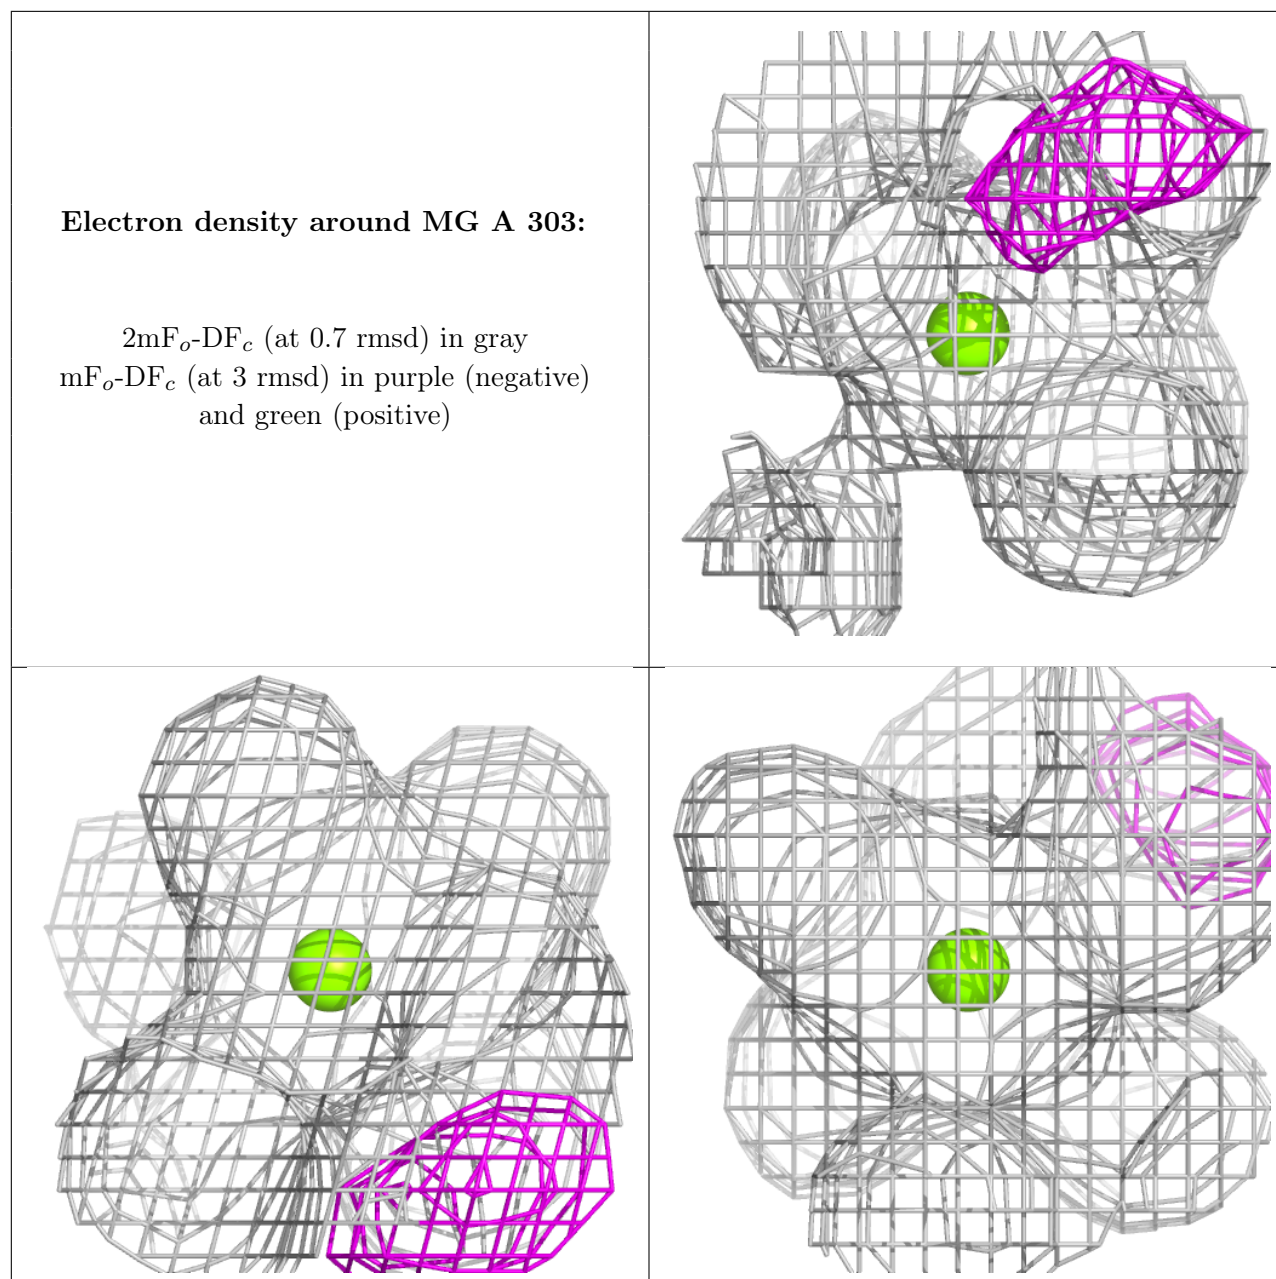 Electron density around MG A 303:
2mFo-DFc (at 0.7 rmsd) in gray
mFo-DFc (at 3 rmsd) in purple (negative)
and green (positive)